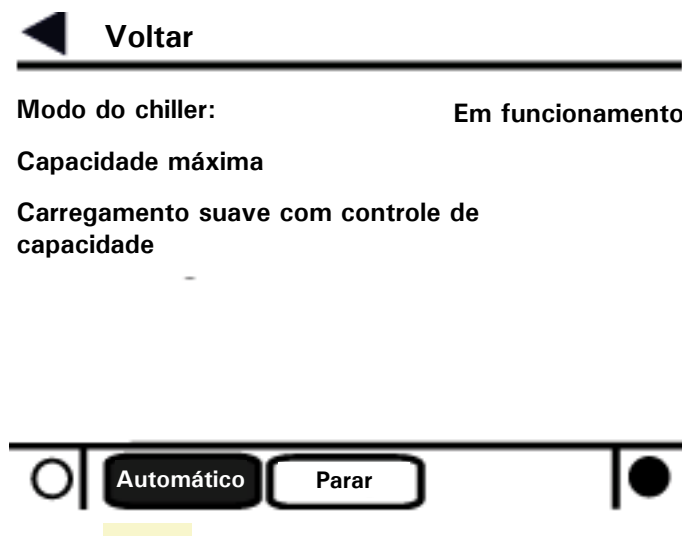 Voltar
Modo do chiller: Em funcionamento
Capacidade máxima
Carregamento suave com controle de
capacidade
Automático Parar